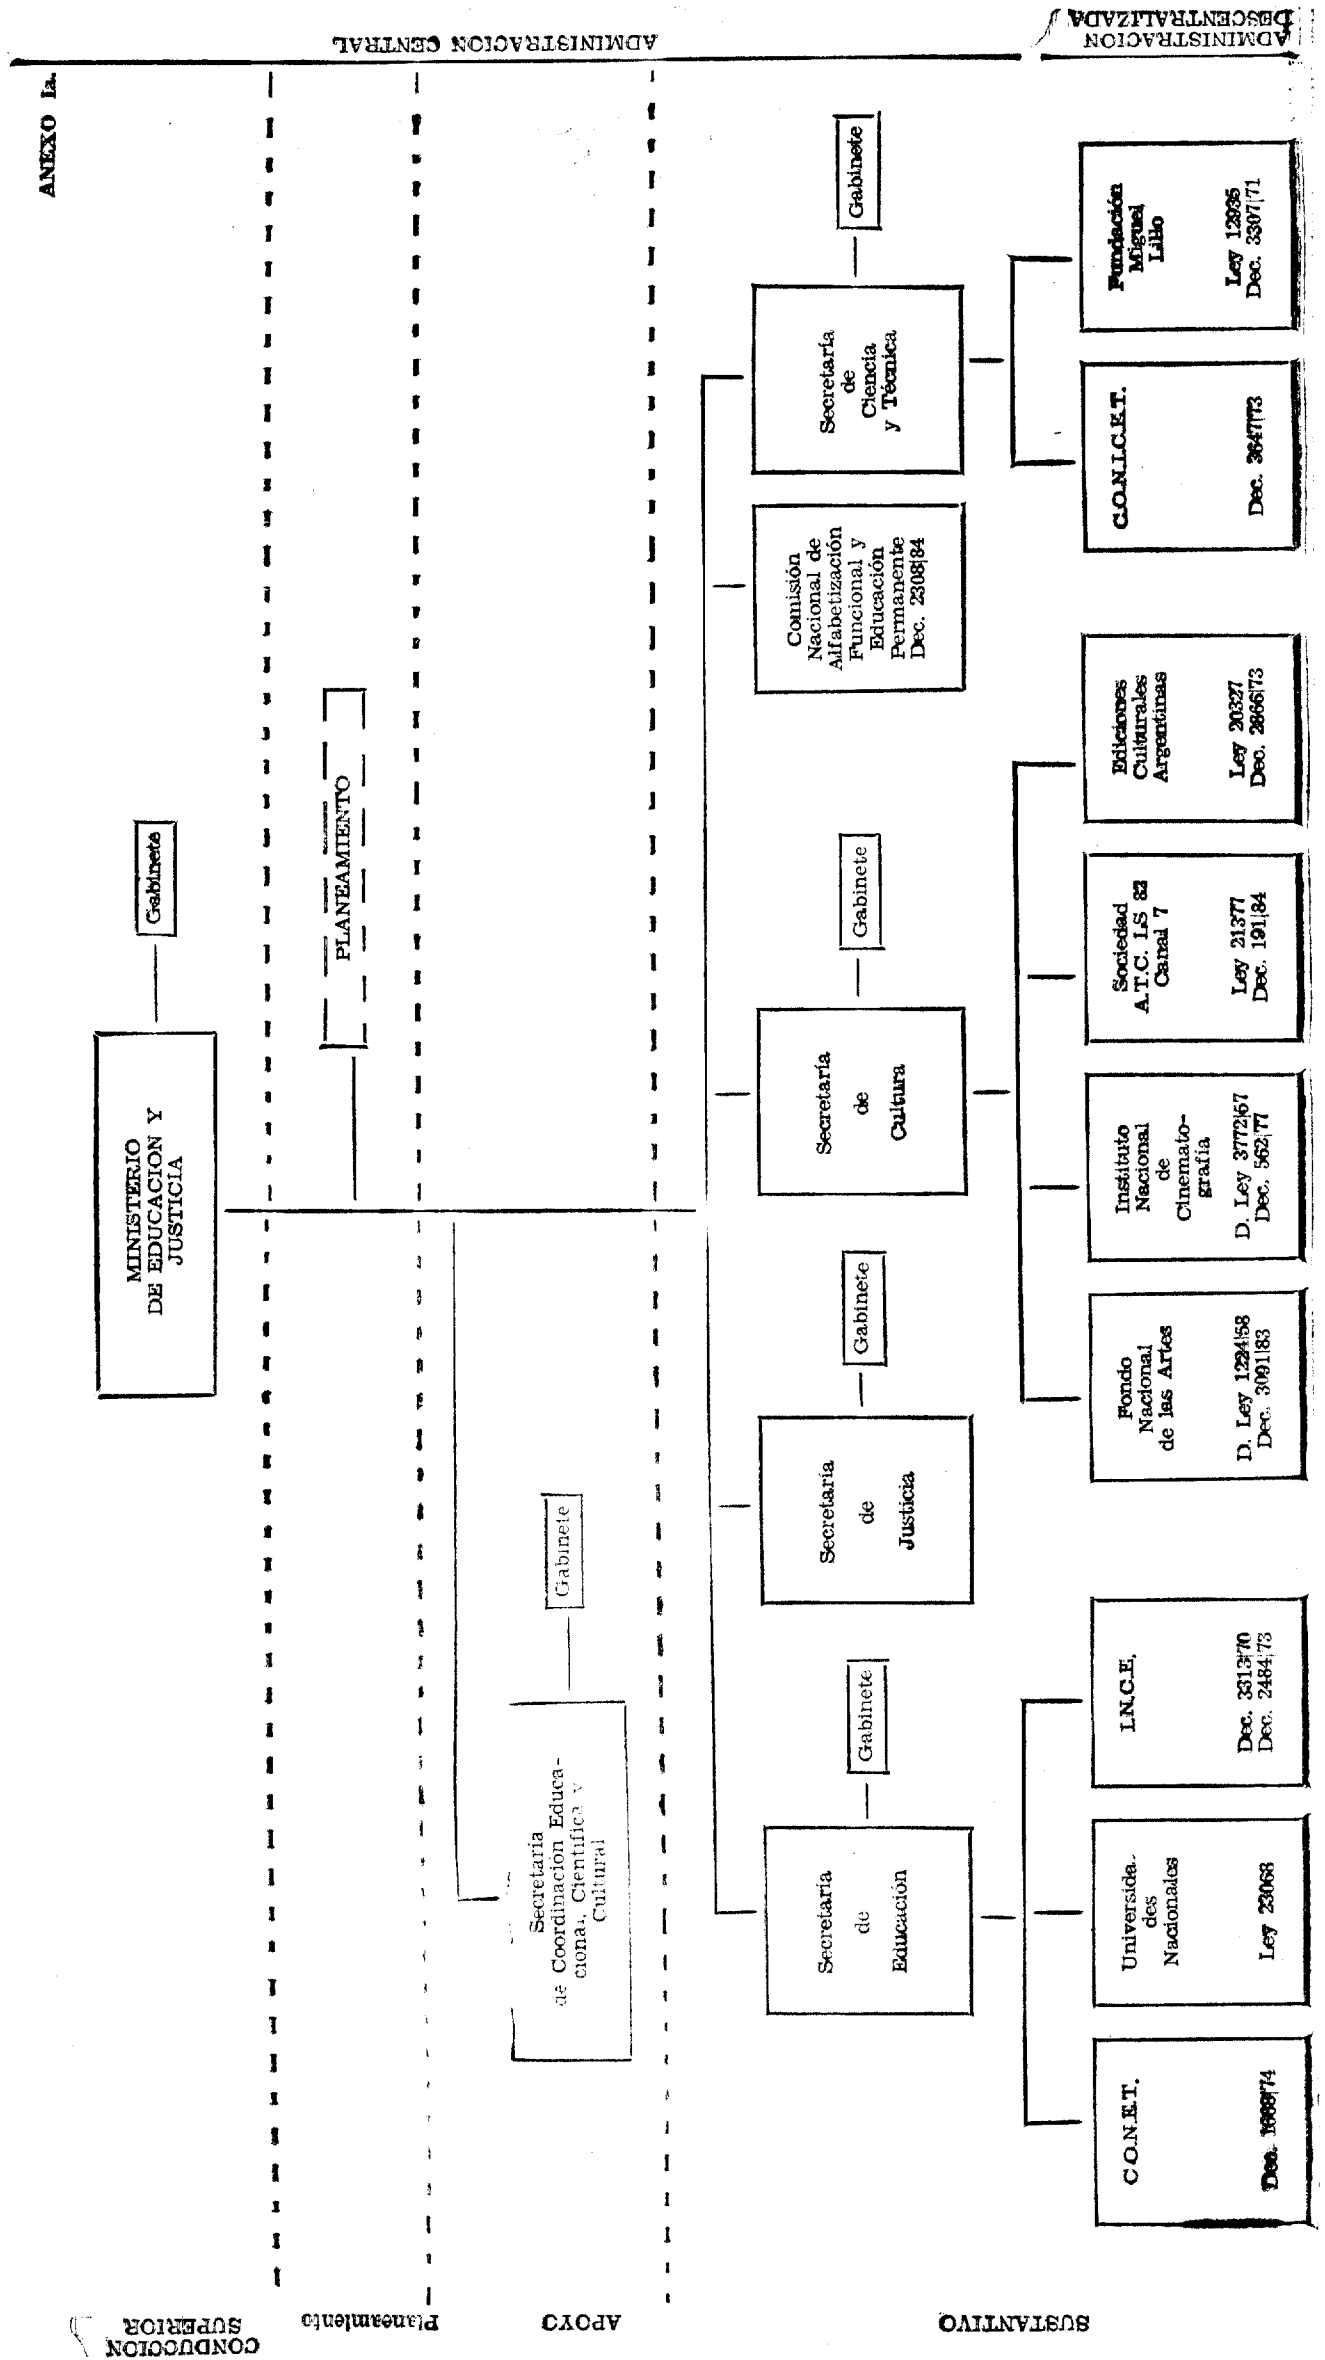 ANEXO Ia.
CONDUCCION
SUPERIOR
MINISTERIO
DE EDUCACION Y
JUSTICIA
Gabinete
Planeamiento
PLANEAMIENTO
ADMINISTRACION CENTRAL
APOYO
Secretaria
de Coordinación Educa-
cional, Científica y
Cultural
Gabinete
SUSTANTIVO
Secretaría
de
Educación
Gabinete
Secretaria
de
Justicia
Gabinete
Secretaría
de
Cultura
Gabinete
Comisión
Nacional de
Alfabetización
Funcional y
Educación
Permanente
Dec. 2308|84
Secretaría
de
Ciencia
y Técnica
Gabinete
ADMINISTRACION
DESCENTRALIZADA
C.O.N.E.T.
Dec.
Universida-
des
Nacionales
Ley 23068
I.N.C.E.
Dec. 3313|70
Dec. 2484|73
Fondo
Nacional
de las Artes
D. Ley 1224|58
Dec. 3091|83
Instituto
Nacional
de
Cinemato-
grafía
D. Ley 3772|57
Dec. 562|77
Sociedad
A.T.C. LS 82
Canal 7
Ley 21377
Dec. 191|84
Ediciones
Culturales
Argentinas
Ley 20327
Dec. 2866|73
C.O.N.I.C.E.T.
Dec. 3647|73
Fundación
Miguel
Lillo
Ley 12935
Dec. 3307|71